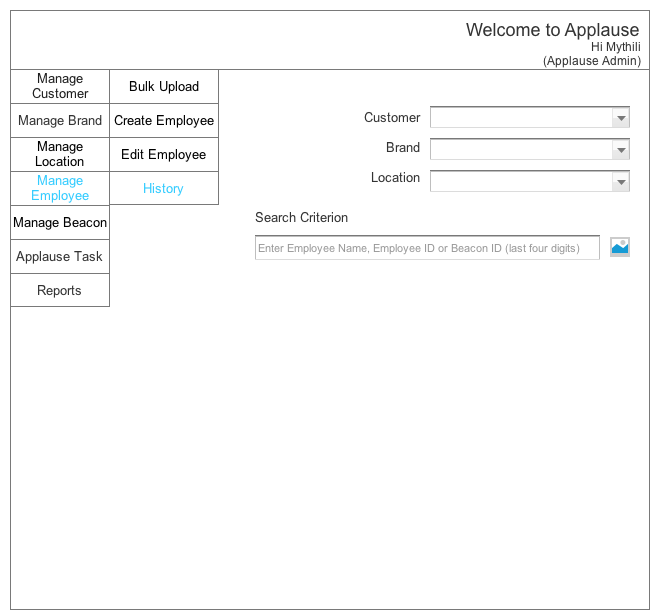 Welcome to Applause
Hi Mythili
(Applause Admin)
Manage
Customer
Bulk Upload
Manage Brand
Create Employee
Manage
Location
Edit Employee
Manage
Employee
History
Manage Beacon
Applause Task
Reports
Customer
Brand
Location
Search Criterion
Enter Employee Name, Employee ID or Beacon ID (last four digits)